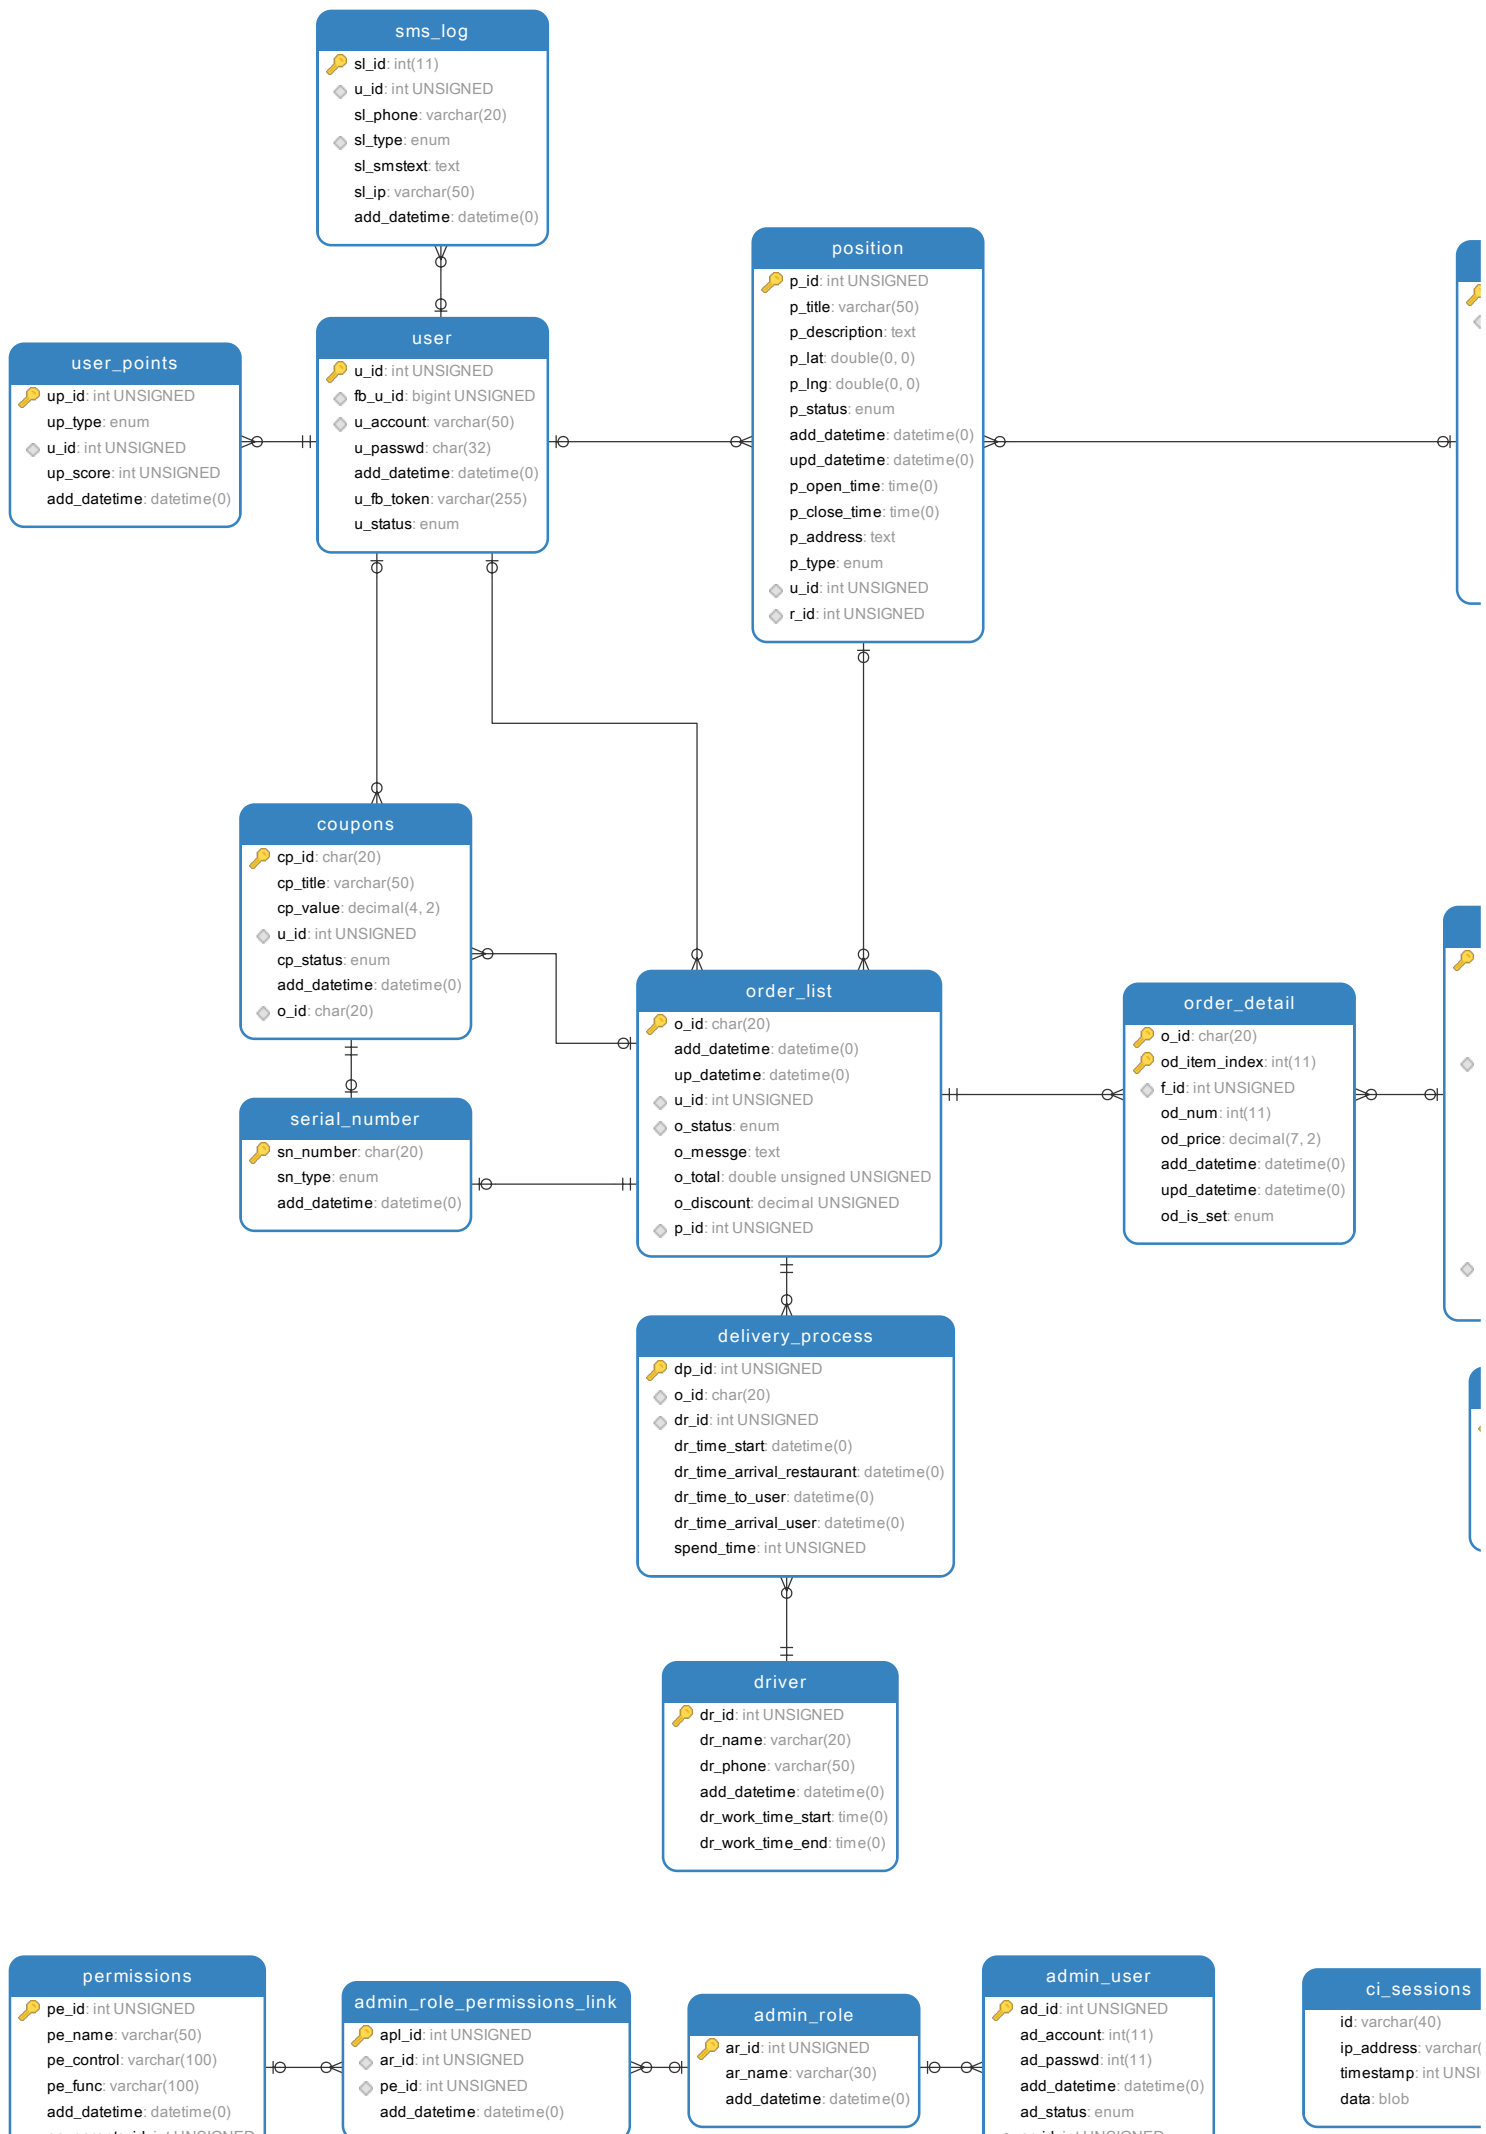 sms_log
sl_id: int(11)
u_id: int UNSIGNED
sl_phone: varchar(20)
sl_type: enum
sl_smstext: text
sl_ip: varchar(50)
add_datetime: datetime(0)
position
p_id: int UNSIGNED
p_title: varchar(50)
p_description: text
p_lat: double(0, 0)
p_lng: double(0, 0)
p_status: enum
add_datetime: datetime(0)
upd_datetime: datetime(0)
p_open_time: time(0)
p_close_time: time(0)
p_address: text
p_type: enum
u_id: int UNSIGNED
r_id: int UNSIGNED
user
u_id: int UNSIGNED
fb_u_id: bigint UNSIGNED
u_account: varchar(50)
u_passwd: char(32)
add_datetime: datetime(0)
u_fb_token: varchar(255)
u_status: enum
user_points
up_id: int UNSIGNED
up_type: enum
u_id: int UNSIGNED
up_score: int UNSIGNED
add_datetime: datetime(0)
coupons
cp_id: char(20)
cp_title: varchar(50)
cp_value: decimal(4, 2)
u_id: int UNSIGNED
cp_status: enum
add_datetime: datetime(0)
o_id: char(20)
order_list
o_id: char(20)
add_datetime: datetime(0)
up_datetime: datetime(0)
u_id: int UNSIGNED
o_status: enum
o_messge: text
o_total: double unsigned UNSIGNED
o_discount: decimal UNSIGNED
p_id: int UNSIGNED
order_detail
o_id: char(20)
od_item_index: int(11)
f_id: int UNSIGNED
od_num: int(11)
od_price: decimal(7, 2)
add_datetime: datetime(0)
upd_datetime: datetime(0)
od_is_set: enum
serial_number
sn_number: char(20)
sn_type: enum
add_datetime: datetime(0)
delivery_process
dp_id: int UNSIGNED
o_id: char(20)
dr_id: int UNSIGNED
dr_time_start: datetime(0)
dr_time_arrival_restaurant: datetime(0)
dr_time_to_user: datetime(0)
dr_time_arrival_user: datetime(0)
spend_time: int UNSIGNED
driver
dr_id: int UNSIGNED
dr_name: varchar(20)
dr_phone: varchar(50)
add_datetime: datetime(0)
dr_work_time_start: time(0)
dr_work_time_end: time(0)
permissions
pe_id: int UNSIGNED
pe_name: varchar(50)
pe_control: varchar(100)
pe_func: varchar(100)
add_datetime: datetime(0)
admin_role_permissions_link
apl_id: int UNSIGNED
ar_id: int UNSIGNED
pe_id: int UNSIGNED
add_datetime: datetime(0)
admin_role
ar_id: int UNSIGNED
ar_name: varchar(30)
add_datetime: datetime(0)
admin_user
ad_id: int UNSIGNED
ad_account: int(11)
ad_passwd: int(11)
add_datetime: datetime(0)
ad_status: enum
ci_sessions
id: varchar(40)
ip_address: varchar(
timestamp: int UNSI
data: blob